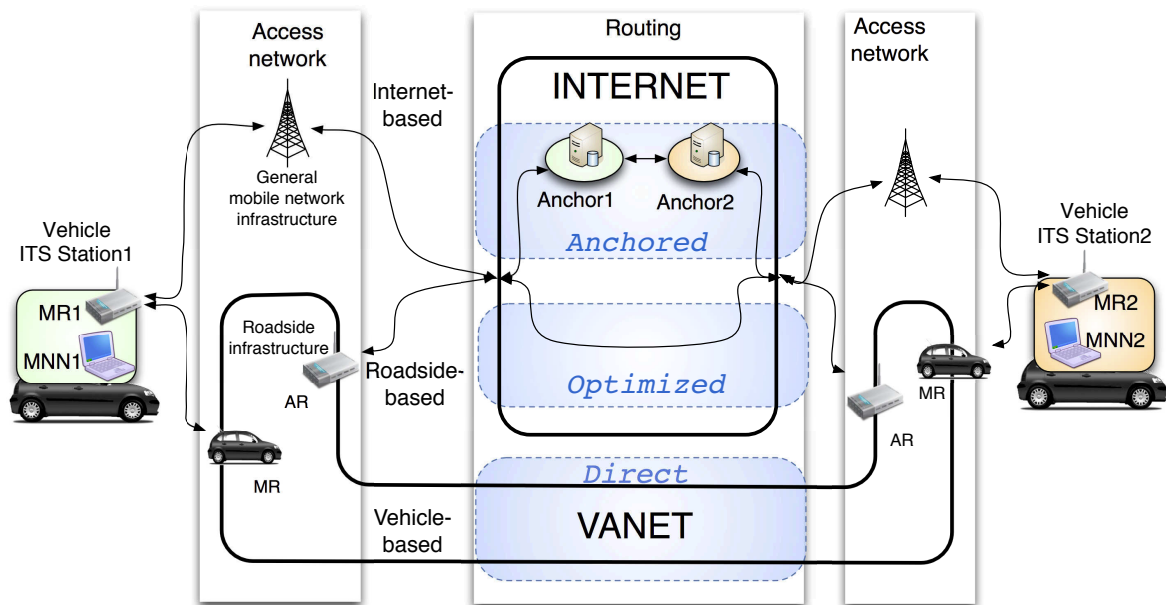 Access
network
Routing
Access
network
INTERNET
Internet-
based
General
mobile network
infrastructure
Anchor1
Anchor2
Anchored
Vehicle
ITS Station1
MR1
MNN1
Vehicle
ITS Station2
MR2
MNN2
Roadside
infrastructure
AR
Roadside-
based
Optimized
MR
AR
MR
Direct
VANET
Vehicle-
based